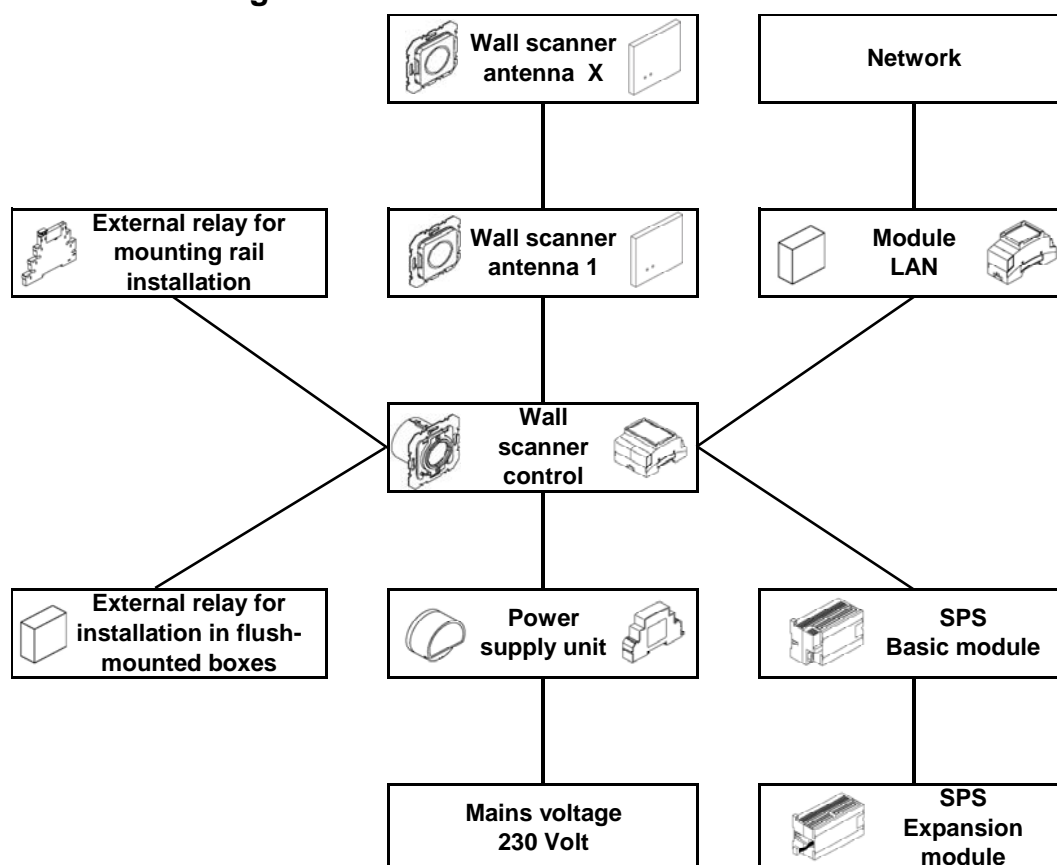 Wall scanner
antenna X
Network
External relay for
mounting rail
installation
Wall scanner
antenna 1
Module
LAN
Wall
scanner
control
External relay for
installation in flush-
mounted boxes
Power
supply unit
SPS
Basic module
Mains voltage
230 Volt
SPS
Expansion
module